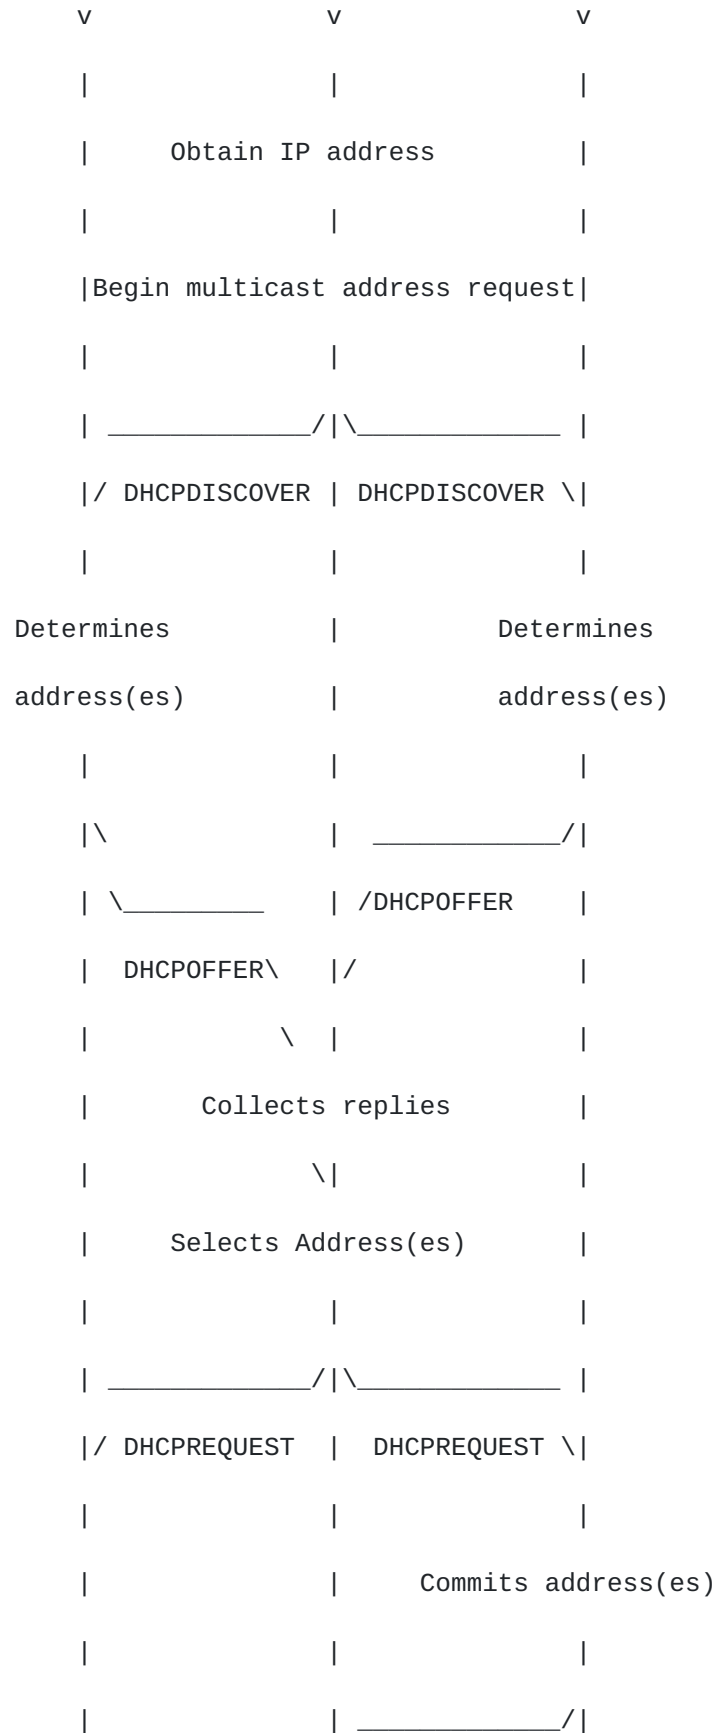 v               v               v
|               |               |
|     Obtain IP address         |
|               |               |
|Begin multicast address request|
|               |               |
| _____________/|\_____________ |
|/ DHCPDISCOVER | DHCPDISCOVER \|
|               |               |
Determines          |          Determines
address(es)         |          address(es)
|               |               |
|\              |  ____________/|
| \_________    | /DHCPOFFER    |
|  DHCPOFFER\   |/              |
|            \  |               |
|       Collects replies        |
|              \|               |
|     Selects Address(es)       |
|               |               |
| _____________/|\_____________ |
|/ DHCPREQUEST  |  DHCPREQUEST \|
|               |               |
|               |     Commits address(es)
|               |               |
|               | _____________/|